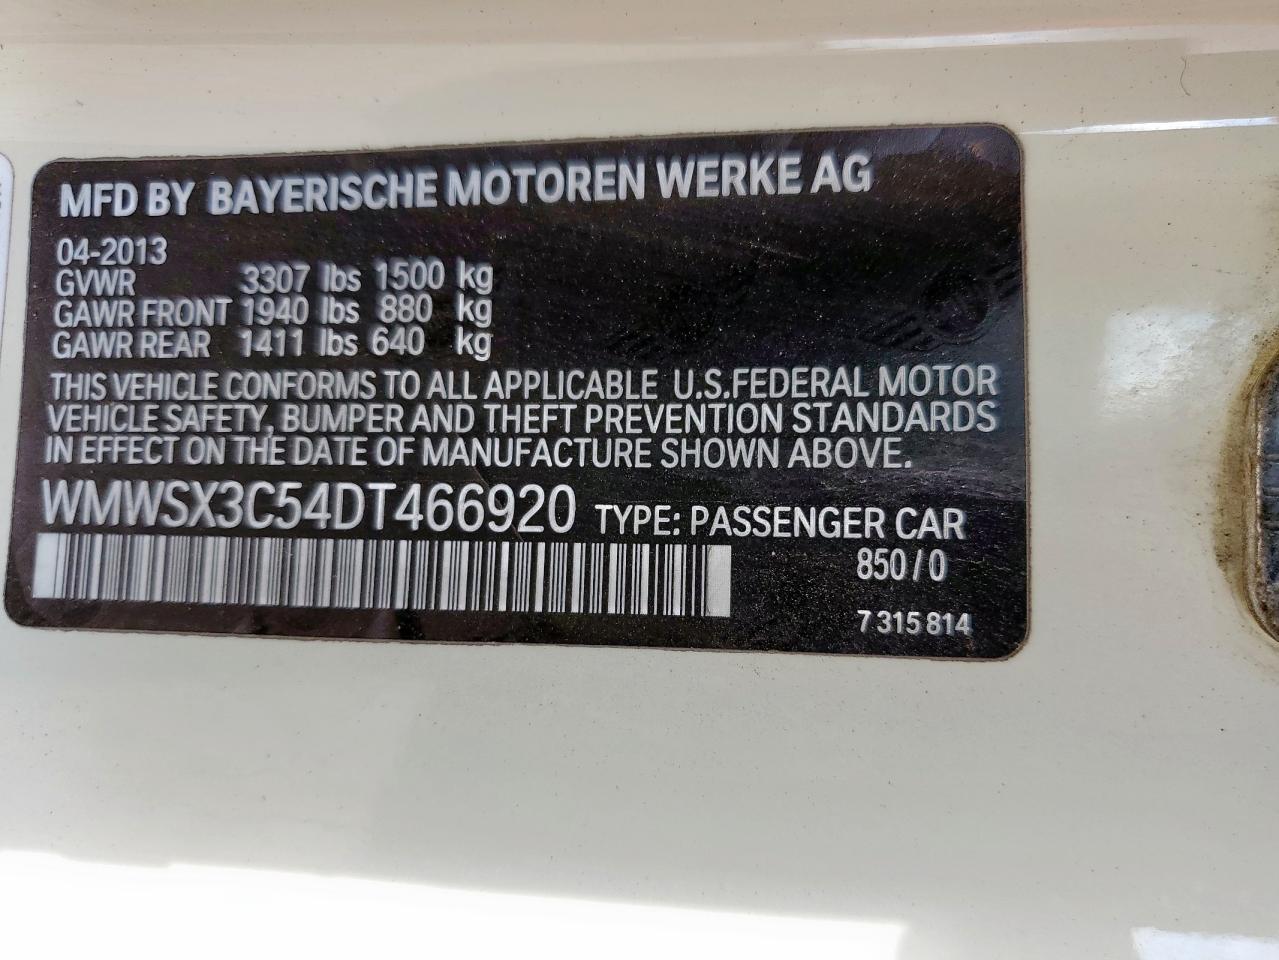 MFD BY BAYERISCHE MOTOREN WERKE AG
04-2013
GVWR 3307 lbs 1500 kg
GAWR FRONT 1940 lbs 880 kg
GAWR REAR 1411 lbs 640 kg
THIS VEHICLE CONFORMS TO ALL APPLICABLE U.S.FEDERAL MOTOR
VEHICLE SAFETY, BUMPER AND THEFT PREVENTION STANDARDS
IN EFFECT ON THE DATE OF MANUFACTURE SHOWN ABOVE.
WMWSX3C54DT466920 TYPE: PASSENGER CAR
850/0
7 315 814